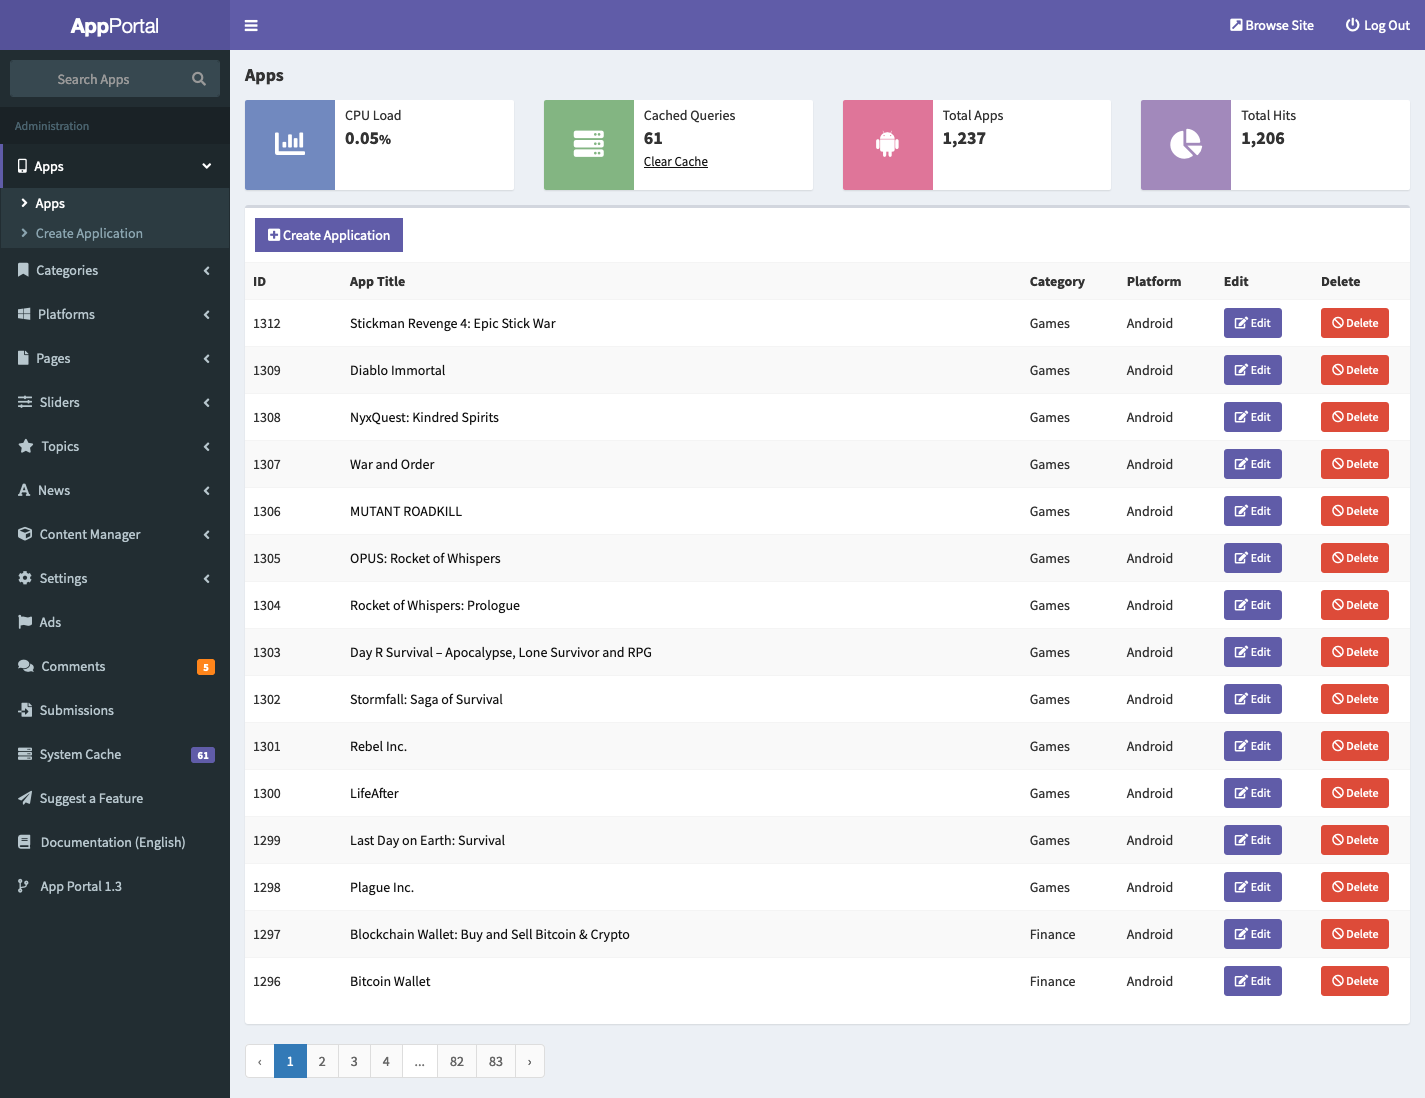 AppPortal
Browse Site
Log Out
Search Apps
Administration
Apps
Apps
Create Application
Categories
Platforms
Pages
Sliders
Topics
News
Content Manager
Settings
Ads
Comments 5
Submissions
System Cache 61
Suggest a Feature
Documentation (English)
App Portal 1.3
Apps
CPU Load
0.05%
Cached Queries
61
Clear Cache
Total Apps
1,237
Total Hits
1,206
Create Application
ID App Title Category Platform Edit Delete
1312 Stickman Revenge 4: Epic Stick War Games Android Edit Delete
1309 Diablo Immortal Games Android Edit Delete
1308 NyxQuest: Kindred Spirits Games Android Edit Delete
1307 War and Order Games Android Edit Delete
1306 MUTANT ROADKILL Games Android Edit Delete
1305 OPUS: Rocket of Whispers Games Android Edit Delete
1304 Rocket of Whispers: Prologue Games Android Edit Delete
1303 Day R Survival – Apocalypse, Lone Survivor and RPG Games Android Edit Delete
1302 Stormfall: Saga of Survival Games Android Edit Delete
1301 Rebel Inc. Games Android Edit Delete
1300 LifeAfter Games Android Edit Delete
1299 Last Day on Earth: Survival Games Android Edit Delete
1298 Plague Inc. Games Android Edit Delete
1297 Blockchain Wallet: Buy and Sell Bitcoin & Crypto Finance Android Edit Delete
1296 Bitcoin Wallet Finance Android Edit Delete
‹ 1 2 3 4 ... 82 83 ›